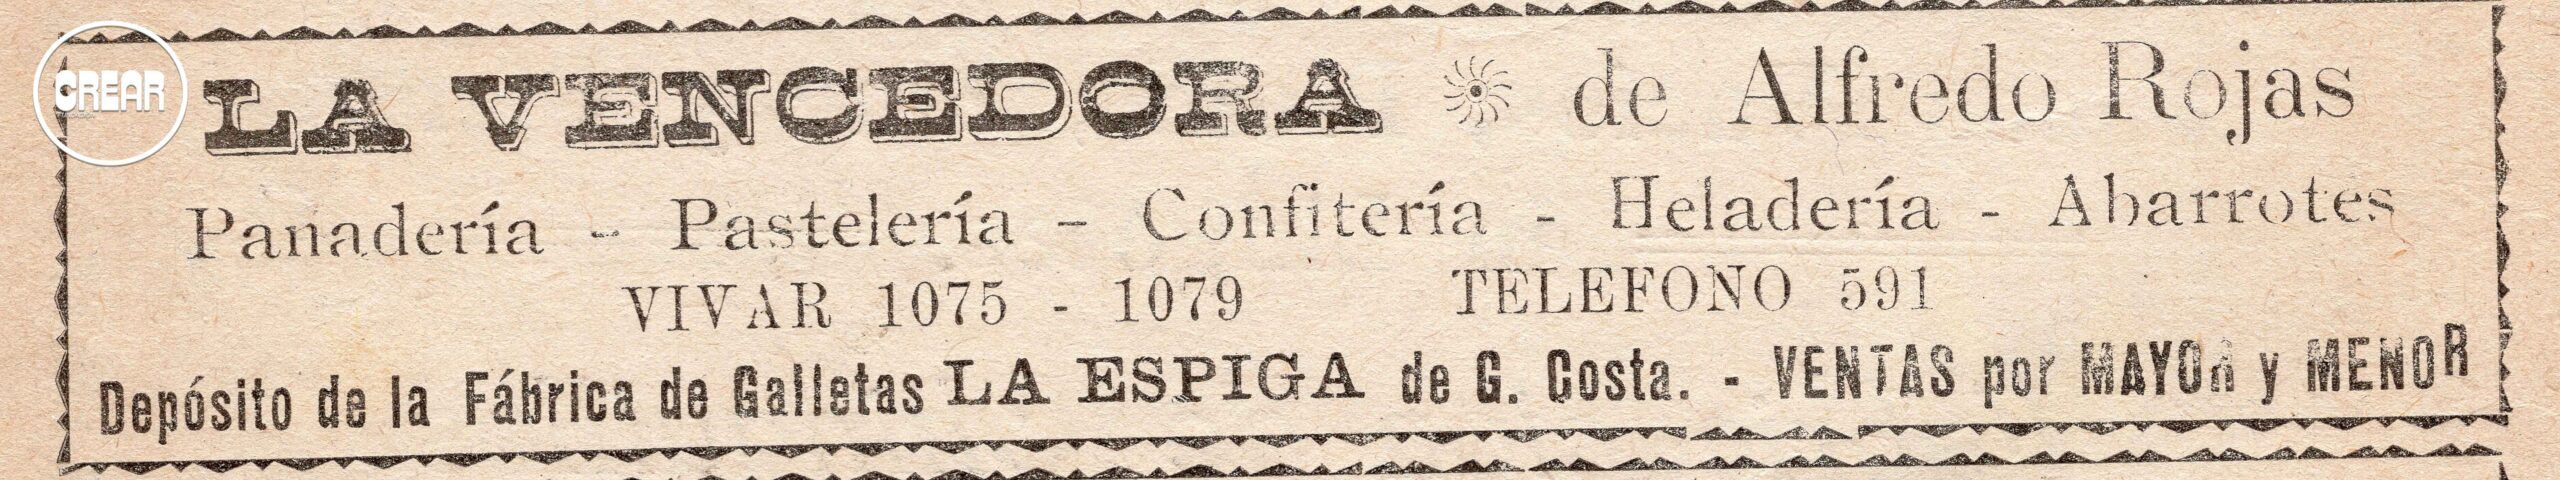 CREAR
LA VENCEDORA de Alfredo Rojas
Panadería - Pastelería - Confitería - Heladería - Abarrotes
VIVAR 1075 - 1079 TELEFONO 591
Depósito de la Fábrica de Galletas LA ESPIGA de G. Costa. - VENTAS por MAYOR y MENOR